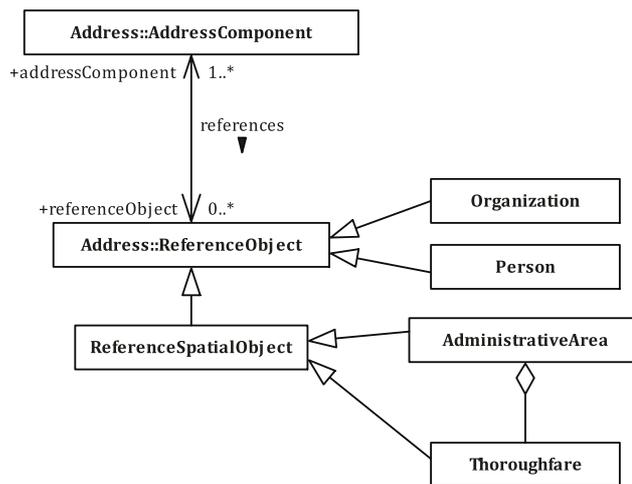 Address::AddressComponent
+addressComponent 1..*
references
+referenceObject 0..*
Organization
Address::ReferenceObject
Person
ReferenceSpatialObject
AdministrativeArea
Thoroughfare